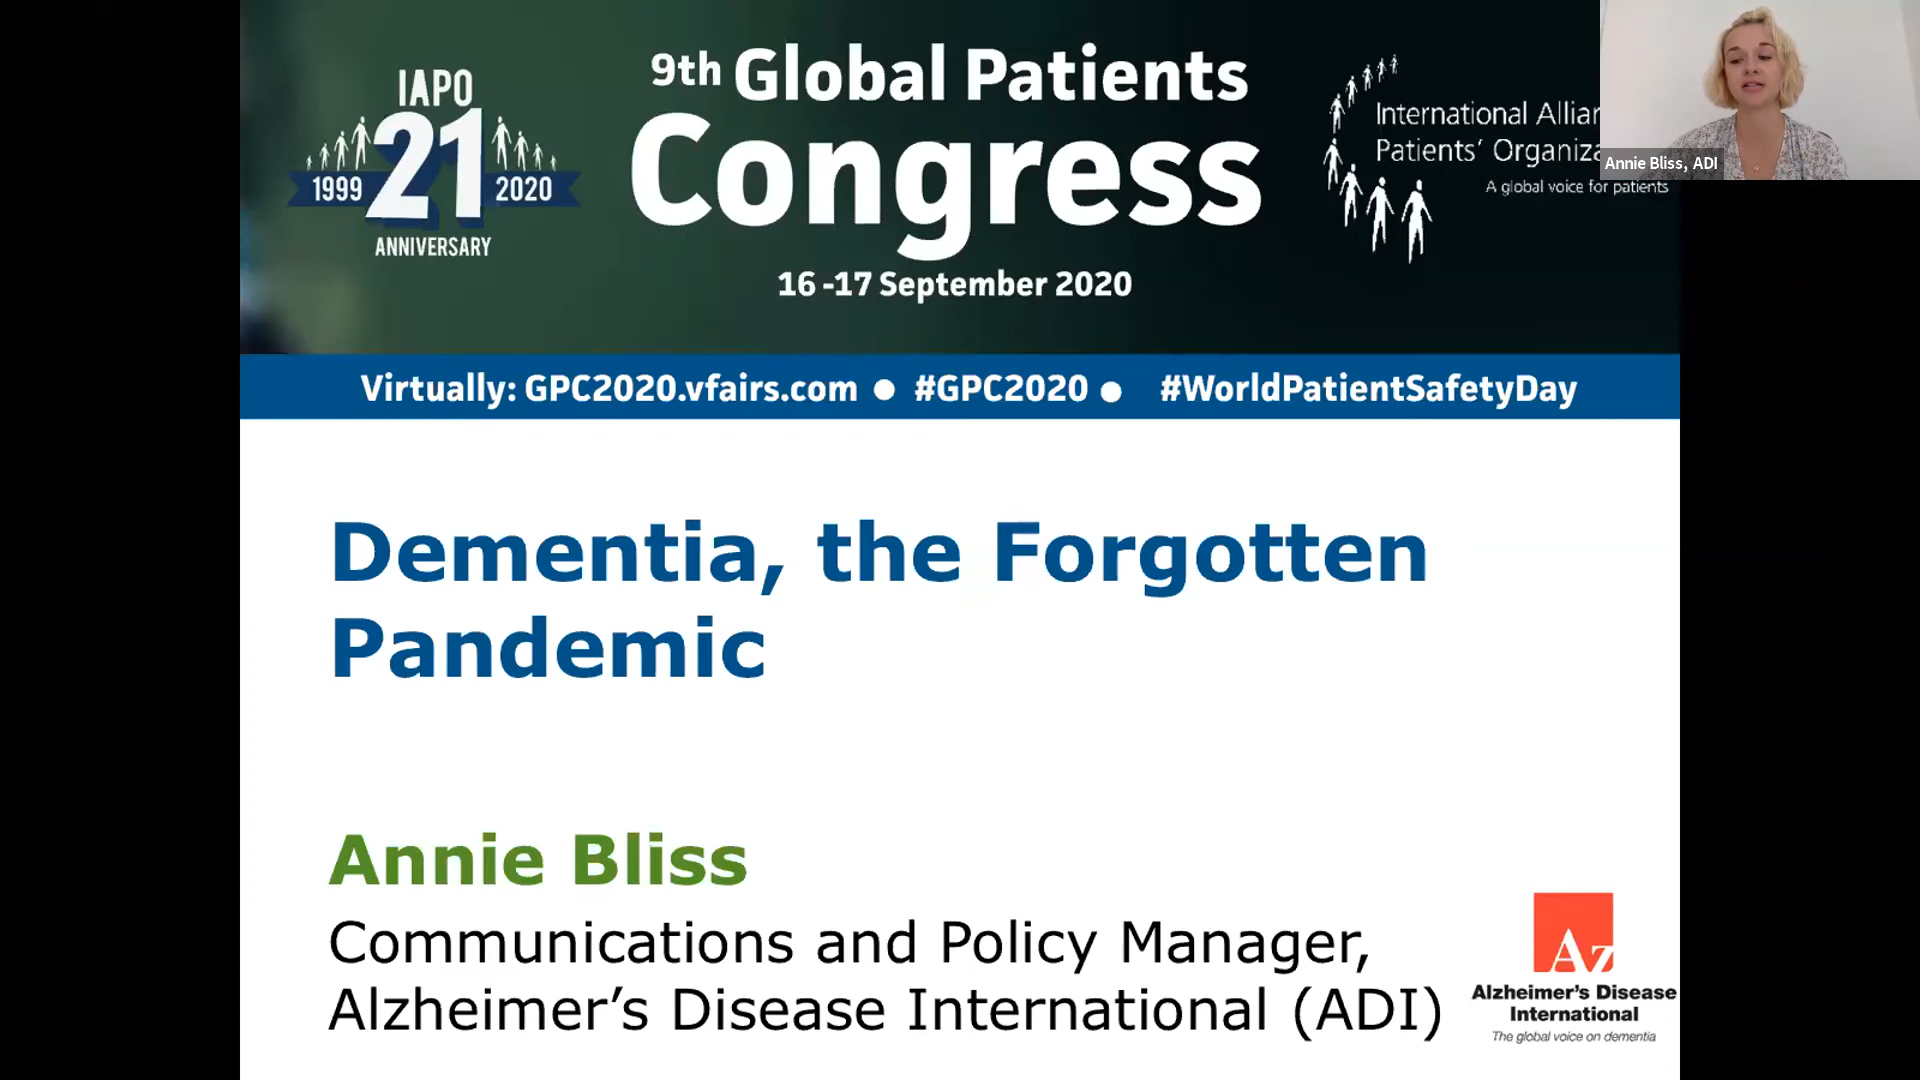 IAPO
21
1999
2020
ANNIVERSARY
9th Global Patients
Congress
16 -17 September 2020
International Allian
Patients' Organiza
A global voice for patients
Annie Bliss, ADI
Virtually: GPC2020.vfairs.com ● #GPC2020 ● #WorldPatientSafetyDay
Dementia, the Forgotten
Pandemic
Annie Bliss
Communications and Policy Manager,
Alzheimer's Disease International (ADI)
Az
Alzheimer's Disease
International
The global voice on dementia